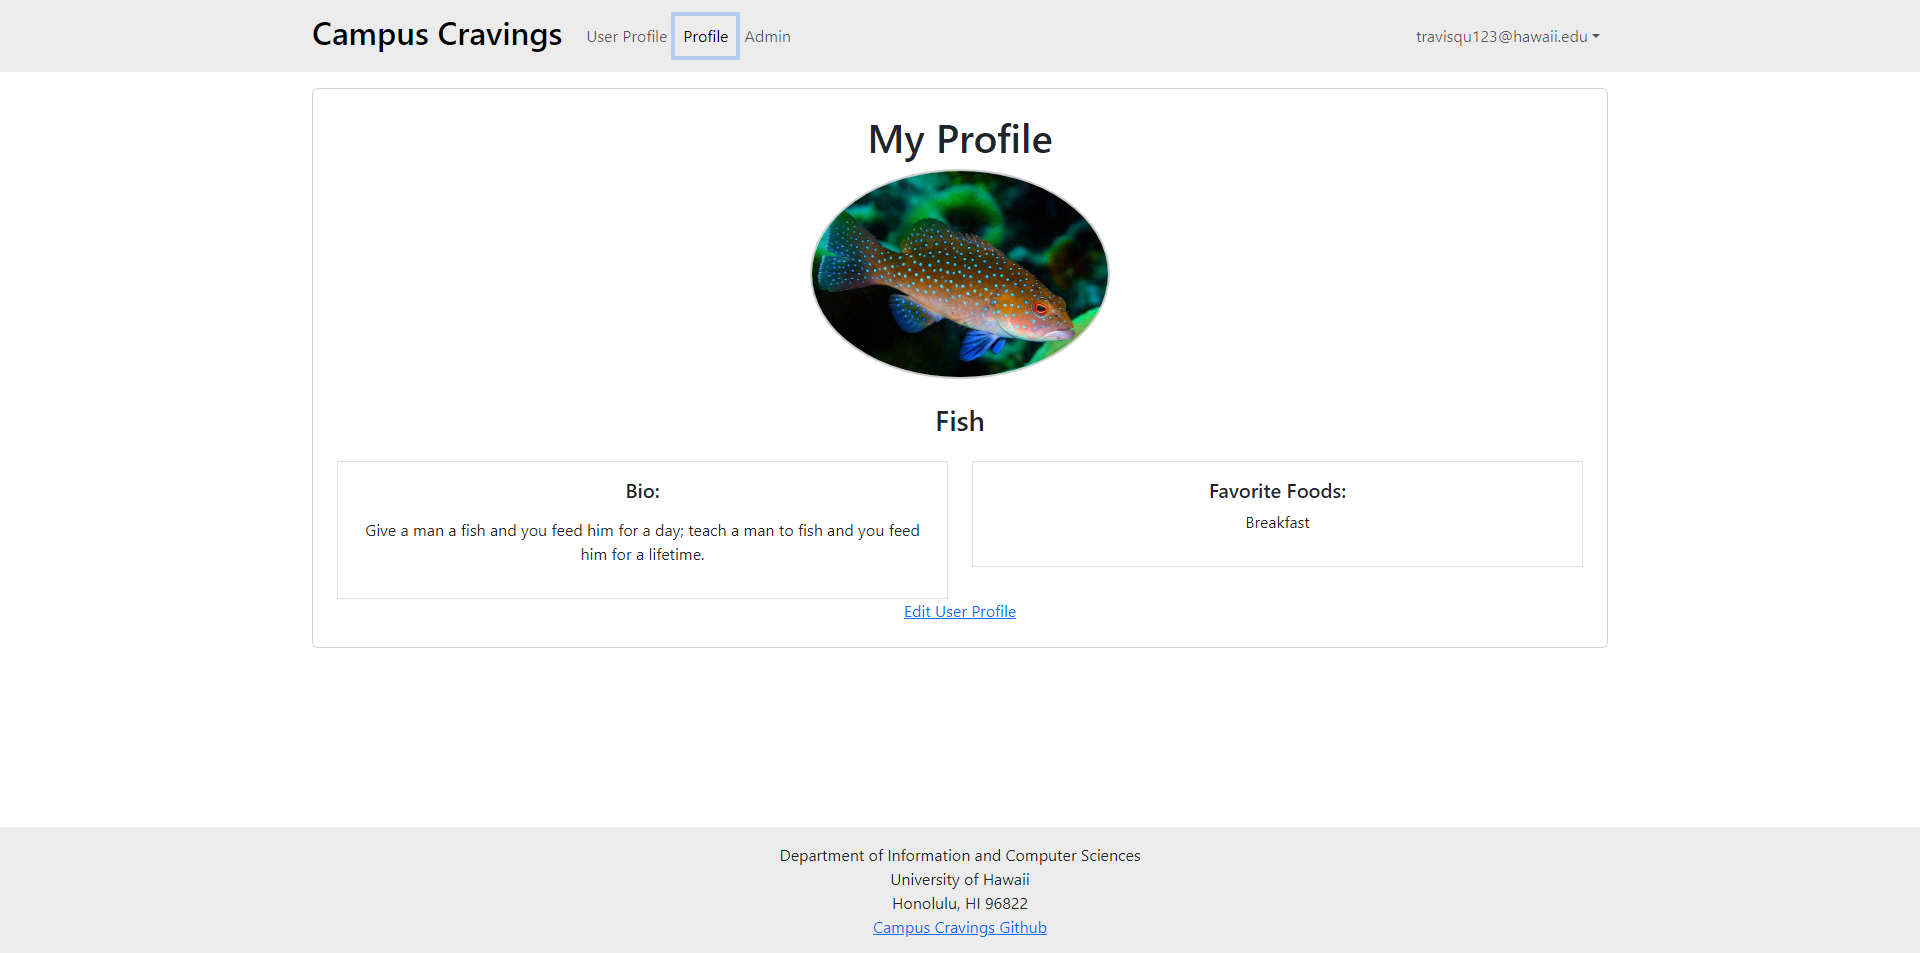 Campus Cravings
User Profile
Profile
Admin
travisqu123@hawaii.edu
My Profile
Fish
Bio:
Give a man a fish and you feed him for a day; teach a man to fish and you feed
him for a lifetime.
Favorite Foods:
Breakfast
Edit User Profile
Department of Information and Computer Sciences
University of Hawaii
Honolulu, HI 96822
Campus Cravings Github